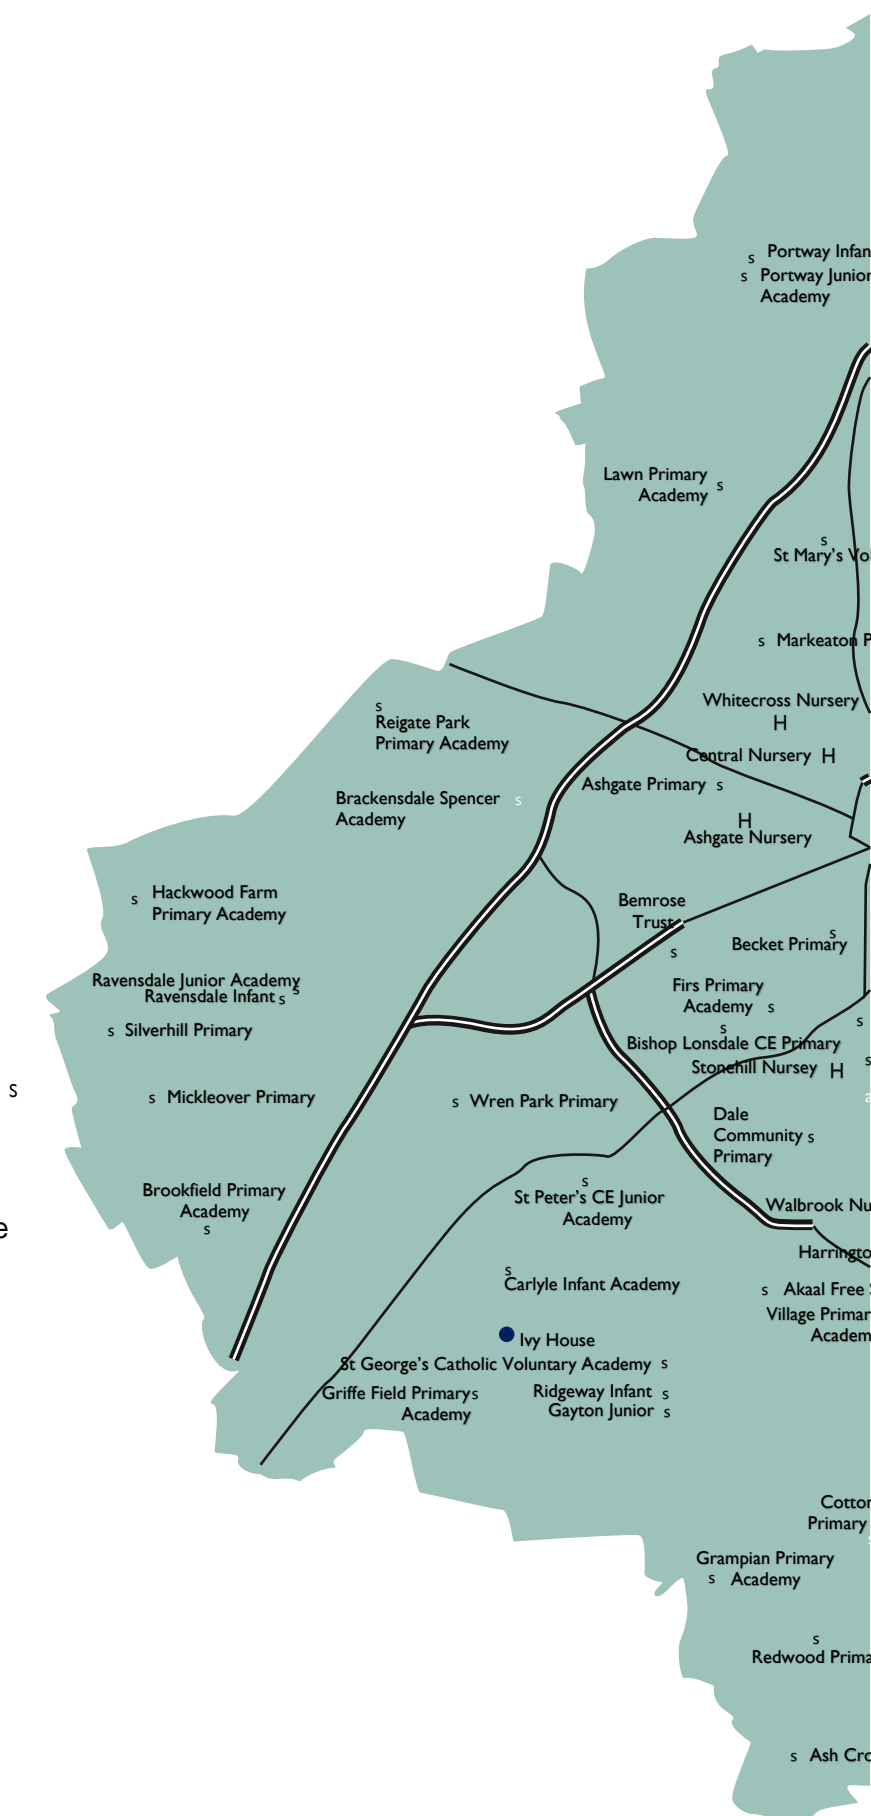 s Portway Infan
s Portway Junior
Academy
Lawn Primary
Academy s
s
St Mary's Vo
s Markeaton P
Whitecross Nursery
H
s
Reigate Park
Primary Academy
Central Nursery H
Ashgate Primary s
Brackensdale Spencer s
Academy
H
Ashgate Nursery
s Hackwood Farm
Primary Academy
Bemrose
Trust
s
s
Becket Primary
Ravensdale Junior Academy
s
Ravensdale Infant s
Firs Primary
Academy s
s Silverhill Primary
s
s
Bishop Lonsdale CE Primary
s
Stonehill Nursey H
s
s Mickleover Primary
s Wren Park Primary
a
Dale
Community s
Primary
Brookfield Primary
Academy
s
s
St Peter's CE Junior
Academy
Walbrook Nu
e
Harringto
s
Carlyle Infant Academy
s Akaal Free S
Village Primar
Academ
Ivy House
St George's Catholic Voluntary Academy s
Griffe Field Primary s
Academy
Ridgeway Infant s
Gayton Junior s
Cotton
Primary
s
Grampian Primary
s Academy
s
Redwood Prima
s Ash Cro